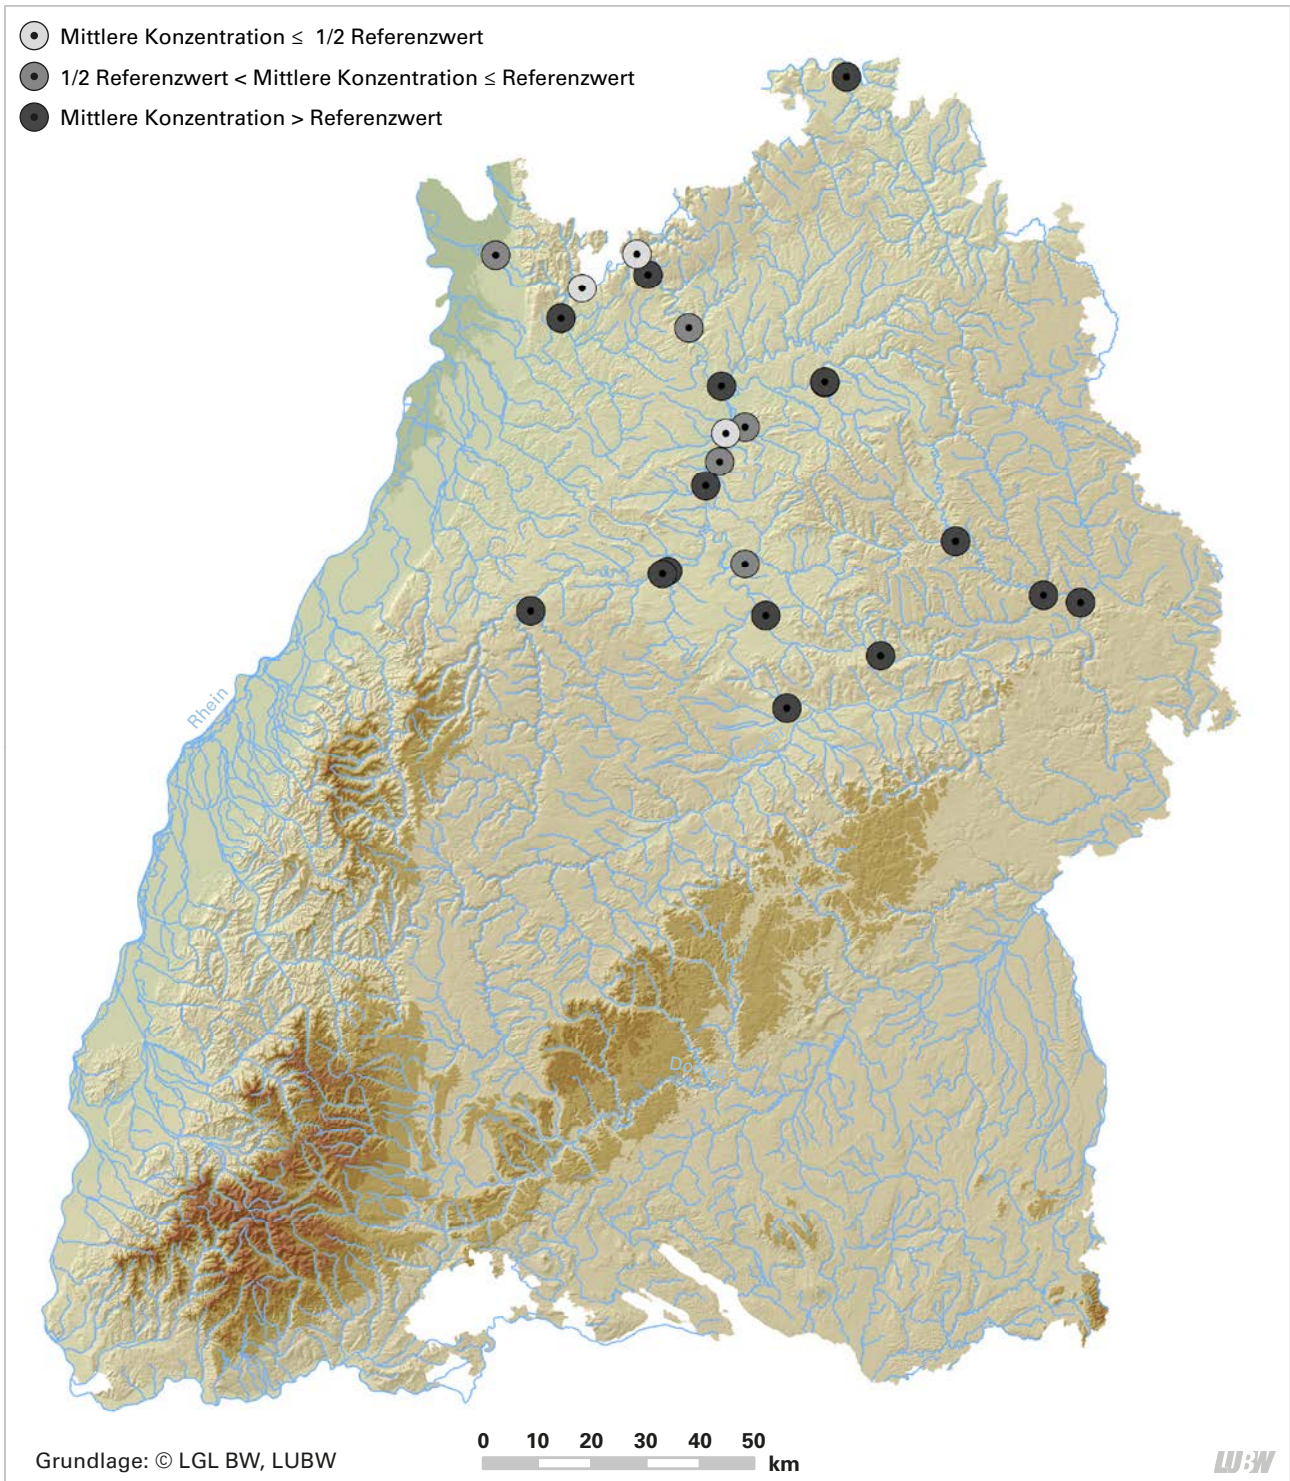 Mittlere Konzentration ≤ 1/2 Referenzwert
1/2 Referenzwert < Mittlere Konzentration ≤ Referenzwert
Mittlere Konzentration > Referenzwert
Rhein
0 10 20 30 40 50
km
Grundlage: © LGL BW, LUBW
LUBW